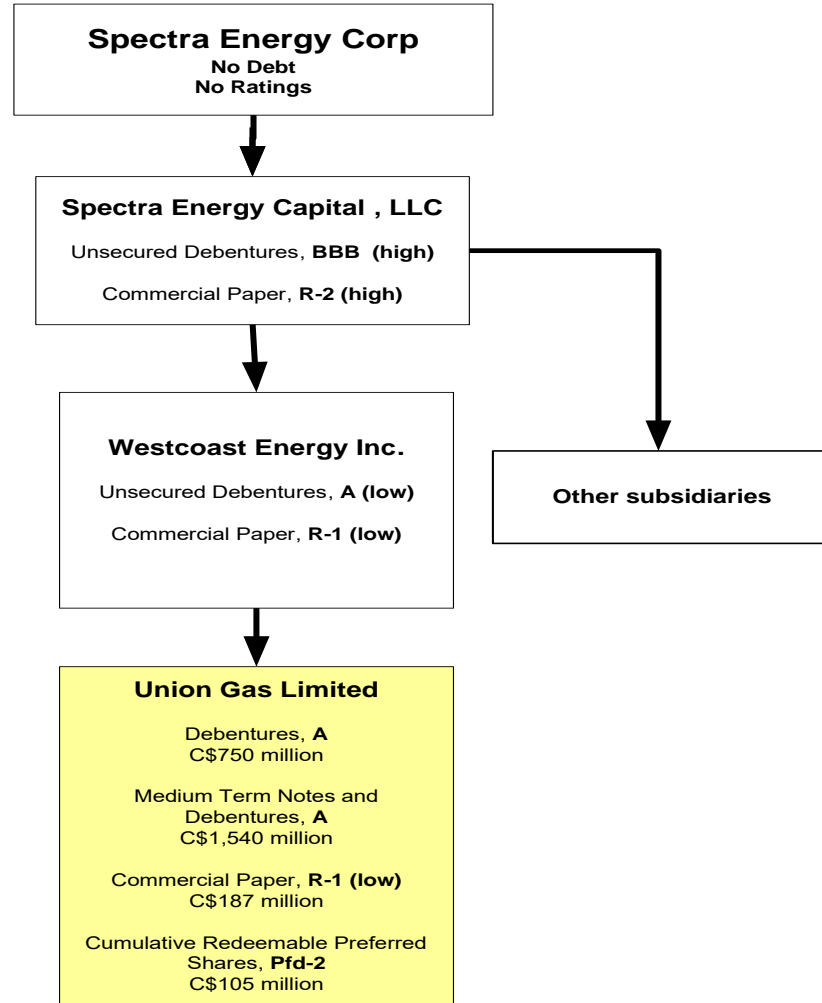 Spectra Energy Corp
No Debt
No Ratings
Spectra Energy Capital , LLC
Unsecured Debentures, BBB (high)
Commercial Paper, R-2 (high)
Westcoast Energy Inc.
Unsecured Debentures, A (low)
Commercial Paper, R-1 (low)
Other subsidiaries
Union Gas Limited
Debentures, A
C$750 million
Medium Term Notes and
Debentures, A
C$1,540 million
Commercial Paper, R-1 (low)
C$187 million
Cumulative Redeemable Preferred
Shares, Pfd-2
C$105 million